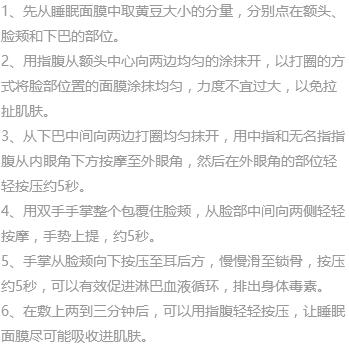 1、先从睡眠面膜中取黄豆大小的分量，分别点在额头、
脸颊和下巴的部位。
2、用指腹从额头中心向两边均匀的涂抹开，以打圈的方
式将脸部位置的面膜涂抹均匀，力度不宜过大，以免拉
扯肌肤。
3、从下巴中间向两边打圈均匀抹开，用中指和无名指指
腹从内眼角下方按摩至外眼角，然后在外眼角的部位轻
轻按压约5秒。
4、用双手手掌整个包覆住脸颊，从脸部中间向两侧轻轻
按摩，手势上提，约5秒。
5、手掌从脸颊向下按压至耳后方，慢慢滑至锁骨，按压
约5秒，可以有效促进淋巴血液循环，排出身体毒素。
6、在敷上两到三分钟后，可以用指腹轻轻按压，让睡眠
面膜尽可能吸收进肌肤。